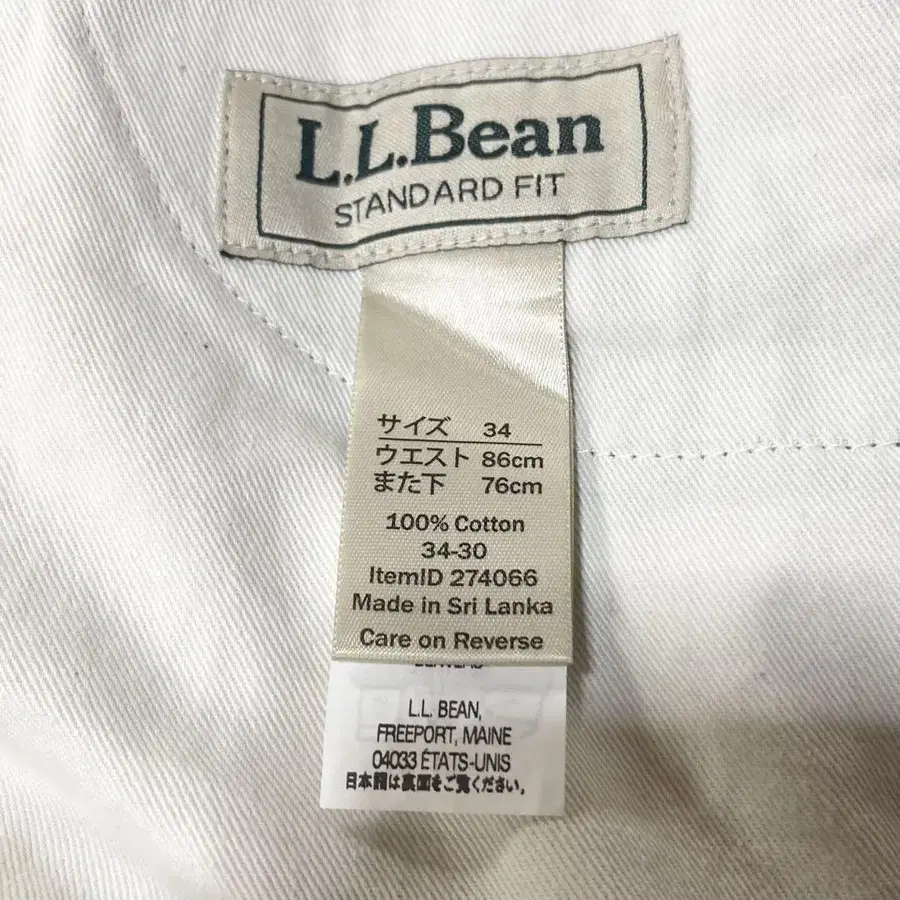 L.L.Bean
STANDARD FIT
サイズ 34
ウエスト 86cm
また下 76cm
100% Cotton
34-30
ItemID 274066
Made in Sri Lanka
Care on Reverse
L.L. BEAN,
FREEPORT, MAINE
04033 ÉTATS-UNIS
日本語は裏面をご覧ください。